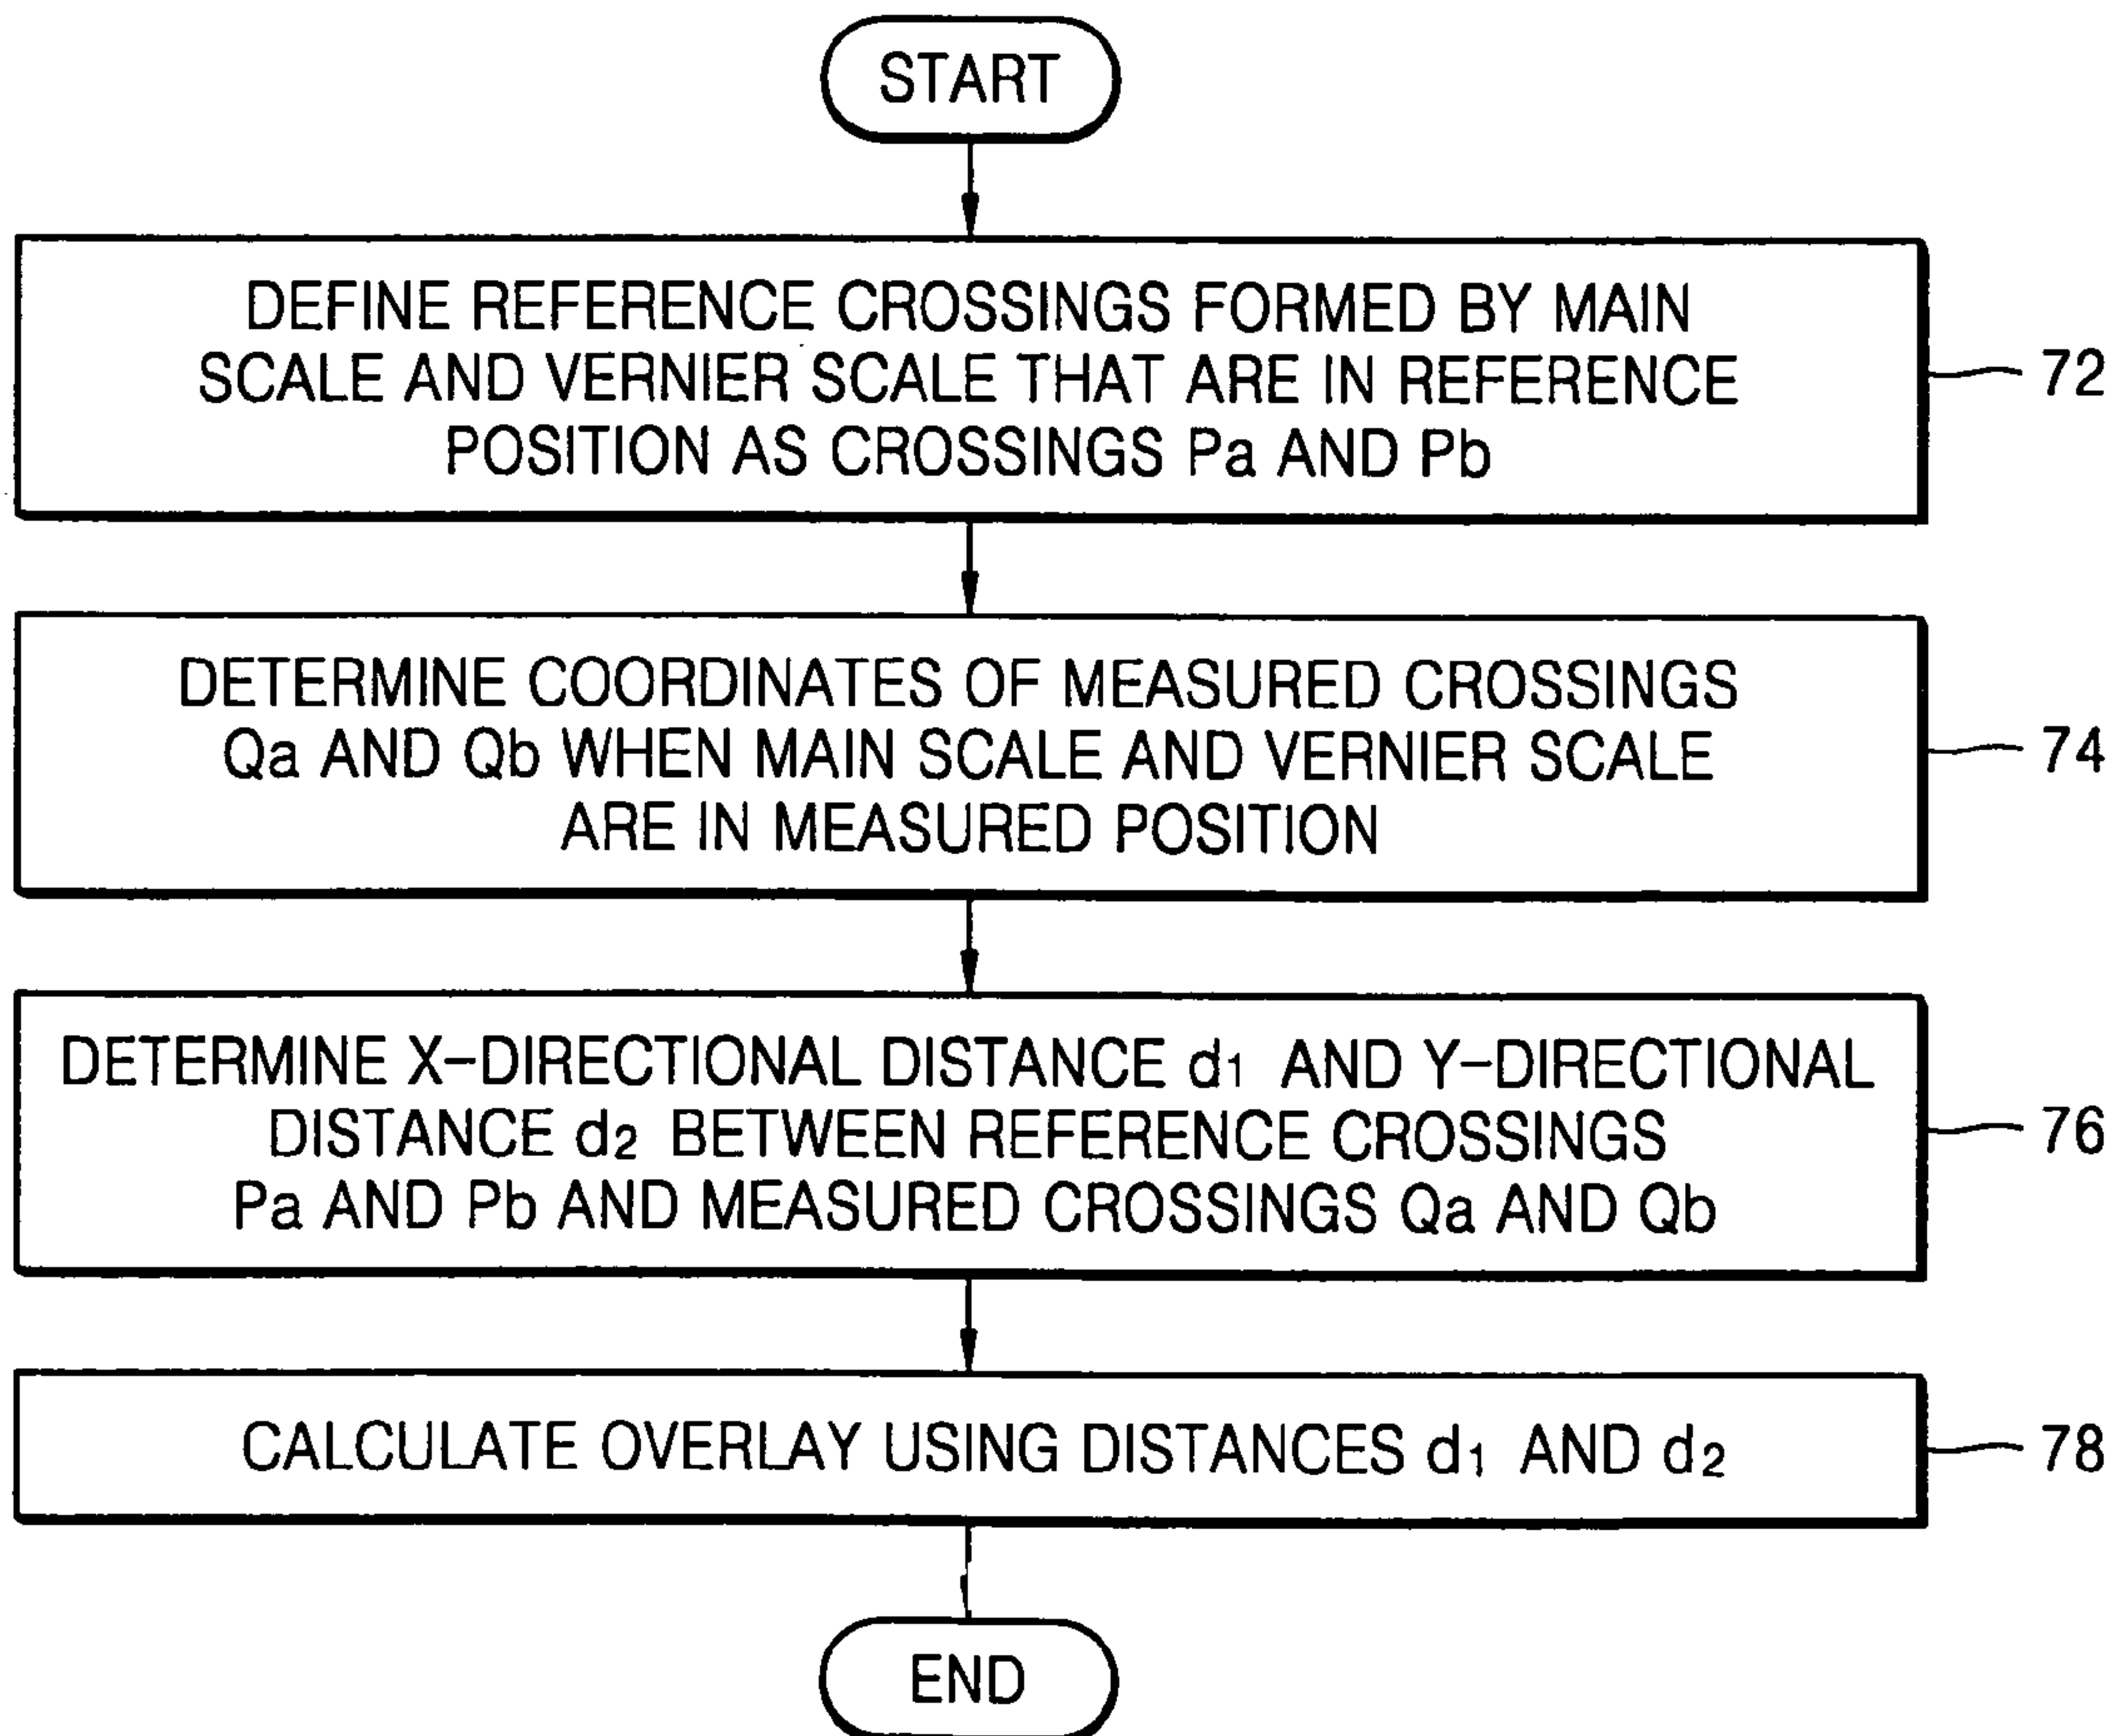 START
DEFINE REFERENCE CROSSINGS FORMED BY MAIN
SCALE AND VERNIER SCALE THAT ARE IN REFERENCE
POSITION AS CROSSINGS Pa AND Pb
72
DETERMINE COORDINATES OF MEASURED CROSSINGS
Qa AND Qb WHEN MAIN SCALE AND VERNIER SCALE
ARE IN MEASURED POSITION
74
DETERMINE X-DIRECTIONAL DISTANCE d1 AND Y-DIRECTIONAL
DISTANCE d2 BETWEEN REFERENCE CROSSINGS
Pa AND Pb AND MEASURED CROSSINGS Qa AND Qb
76
CALCULATE OVERLAY USING DISTANCES d1 AND d2
78
END